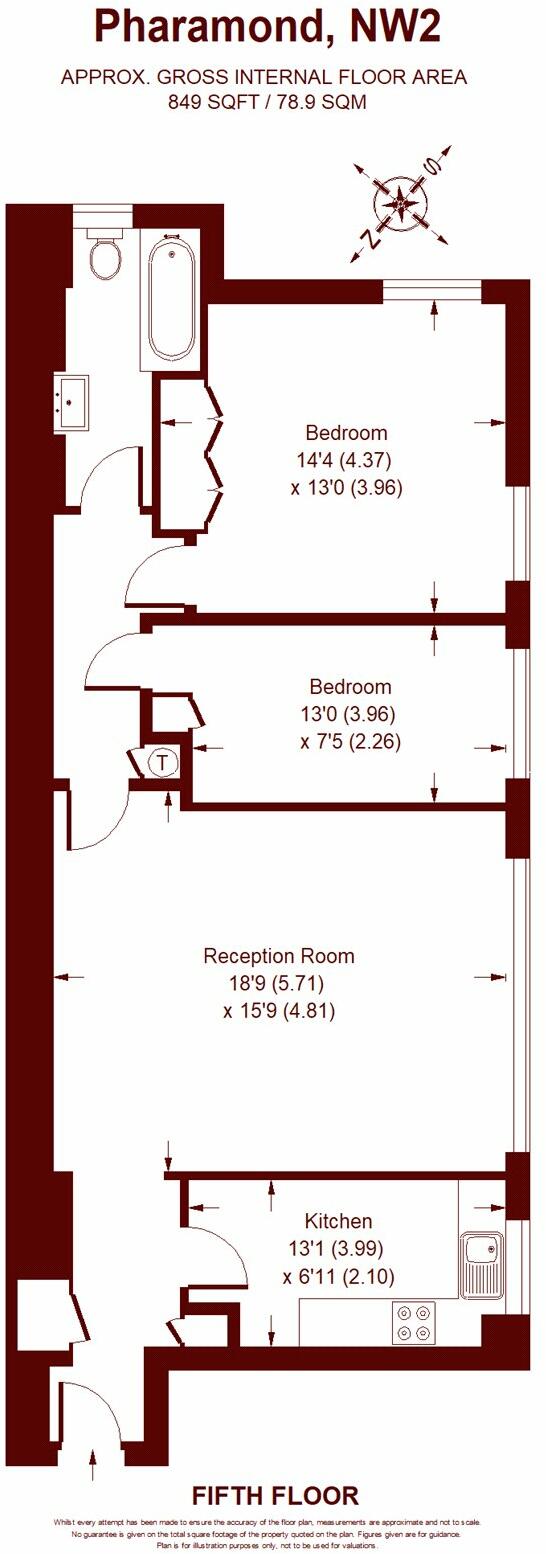 Pharamond, NW2
APPROX. GROSS INTERNAL FLOOR AREA
849 SQFT / 78.9 SQM
S
N
Bedroom
14'4 (4.37)
x 13'0 (3.96)
Bedroom
13'0 (3.96)
x 7'5 (2.26)
T
Reception Room
18'9 (5.71)
x 15'9 (4.81)
Kitchen
13'1 (3.99)
x 6'11 (2.10)
FIFTH FLOOR
Whilst every attempt has been made to ensure the accuracy of the floor plan, measurements are approximate and not to scale.
No guarantee is given on the total square footage of the property quoted on the plan. Figures given are for guidance.
Plan is for illustration purposes only, not to be used for valuations.